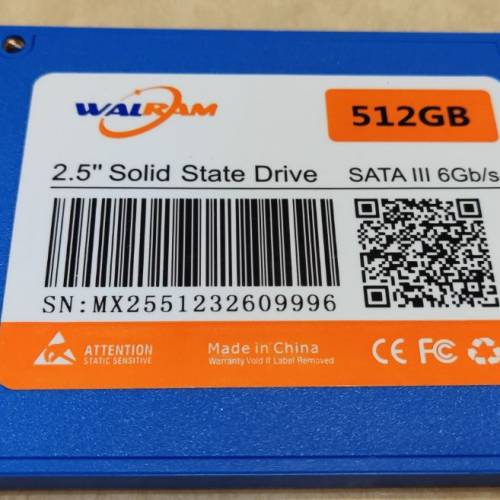 WALRAM
512GB
2.5" Solid State Drive SATA III 6Gb/s
SN:MX2551232609996
ATTENTION
STATIC SENSITIVE
Made in China
Warranty Void If Label Removed
CE FC